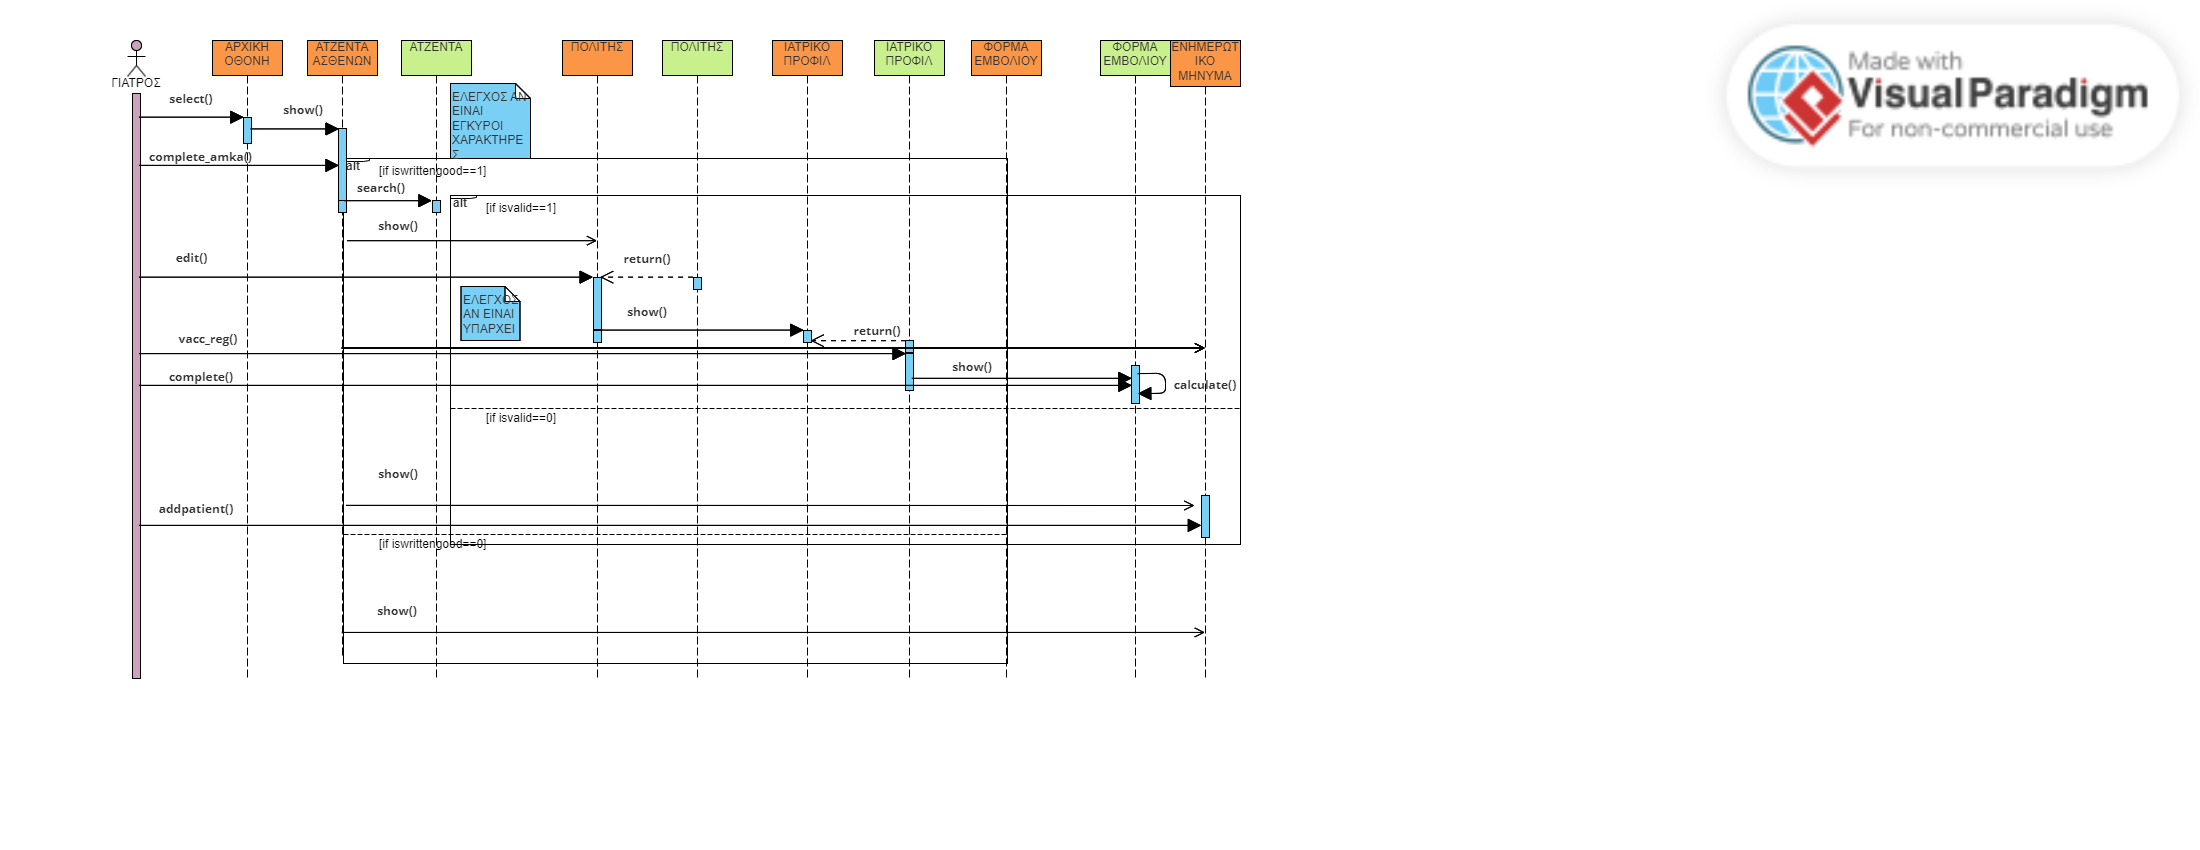 ΓΙΑΤΡΟΣ
ΑΡΧΙΚΗ
ΟΘΟΝΗ
ΑΤΖΕΝΤΑ
ΑΣΘΕΝΩΝ
ΑΤΖΕΝΤΑ
ΠΟΛΙΤΗΣ
ΠΟΛΙΤΗΣ
ΙΑΤΡΙΚΟ
ΠΡΟΦΙΛ
ΙΑΤΡΙΚΟ
ΠΡΟΦΙΛ
ΦΟΡΜΑ
ΕΜΒΟΛΙΟΥ
ΦΟΡΜΑ
ΕΜΒΟΛΙΟΥ
ΕΝΗΜΕΡΩΤ
ΙΚΟ
ΜΗΝΥΜΑ
Made with
Visual Paradigm
For non-commercial use
select()
show()
ΕΛΕΓΧΟΣ ΑΝ
ΕΙΝΑΙ
ΕΓΚΥΡΟΙ
ΧΑΡΑΚΤΗΡΕ
Σ
complete_amka()
alt
[if iswrittengood==1]
search()
alt
[if isvalid==1]
show()
edit()
return()
ΕΛΕΓΧΟΣ
ΑΝ ΕΙΝΑΙ
ΥΠΑΡΧΕΙ
show()
return()
vacc_reg()
show()
complete()
calculate()
[if isvalid==0]
show()
addpatient()
[if iswrittengood==0]
show()